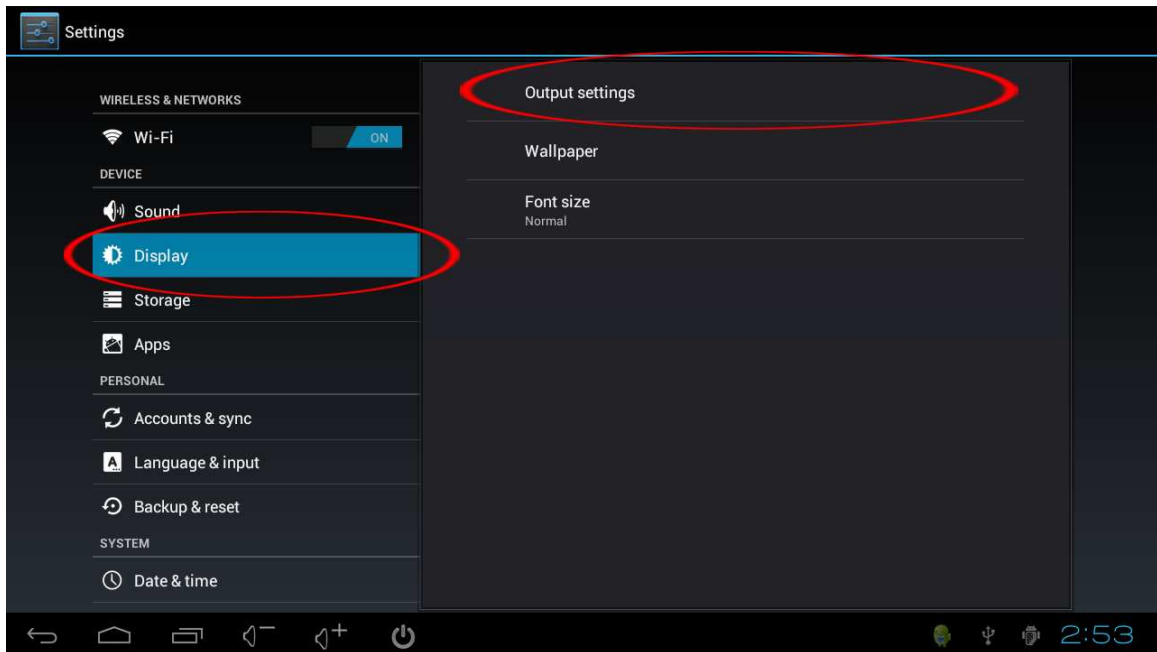 Settings
WIRELESS & NETWORKS
Wi-Fi
ON
DEVICE
Sound
Display
Storage
Apps
PERSONAL
Accounts & sync
Language & input
Backup & reset
SYSTEM
Date & time
Output settings
Wallpaper
Font size
Normal
2:53